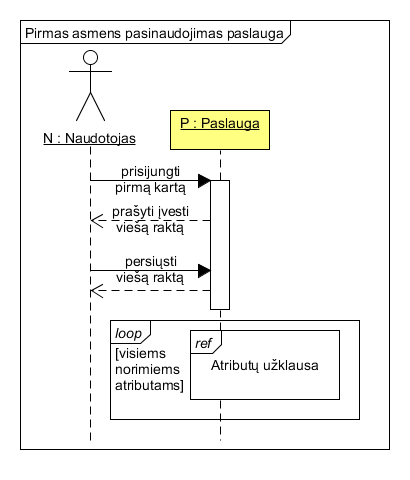 Pirmas asmens pasinaudojimas paslauga
N : Naudotojas
P : Paslauga
prisijungti
pirmą kartą
prašyti įvesti
viešą raktą
persiųsti
viešą raktą
loop
[visiems
norimiems
atributams]
ref
Atributų užklausa